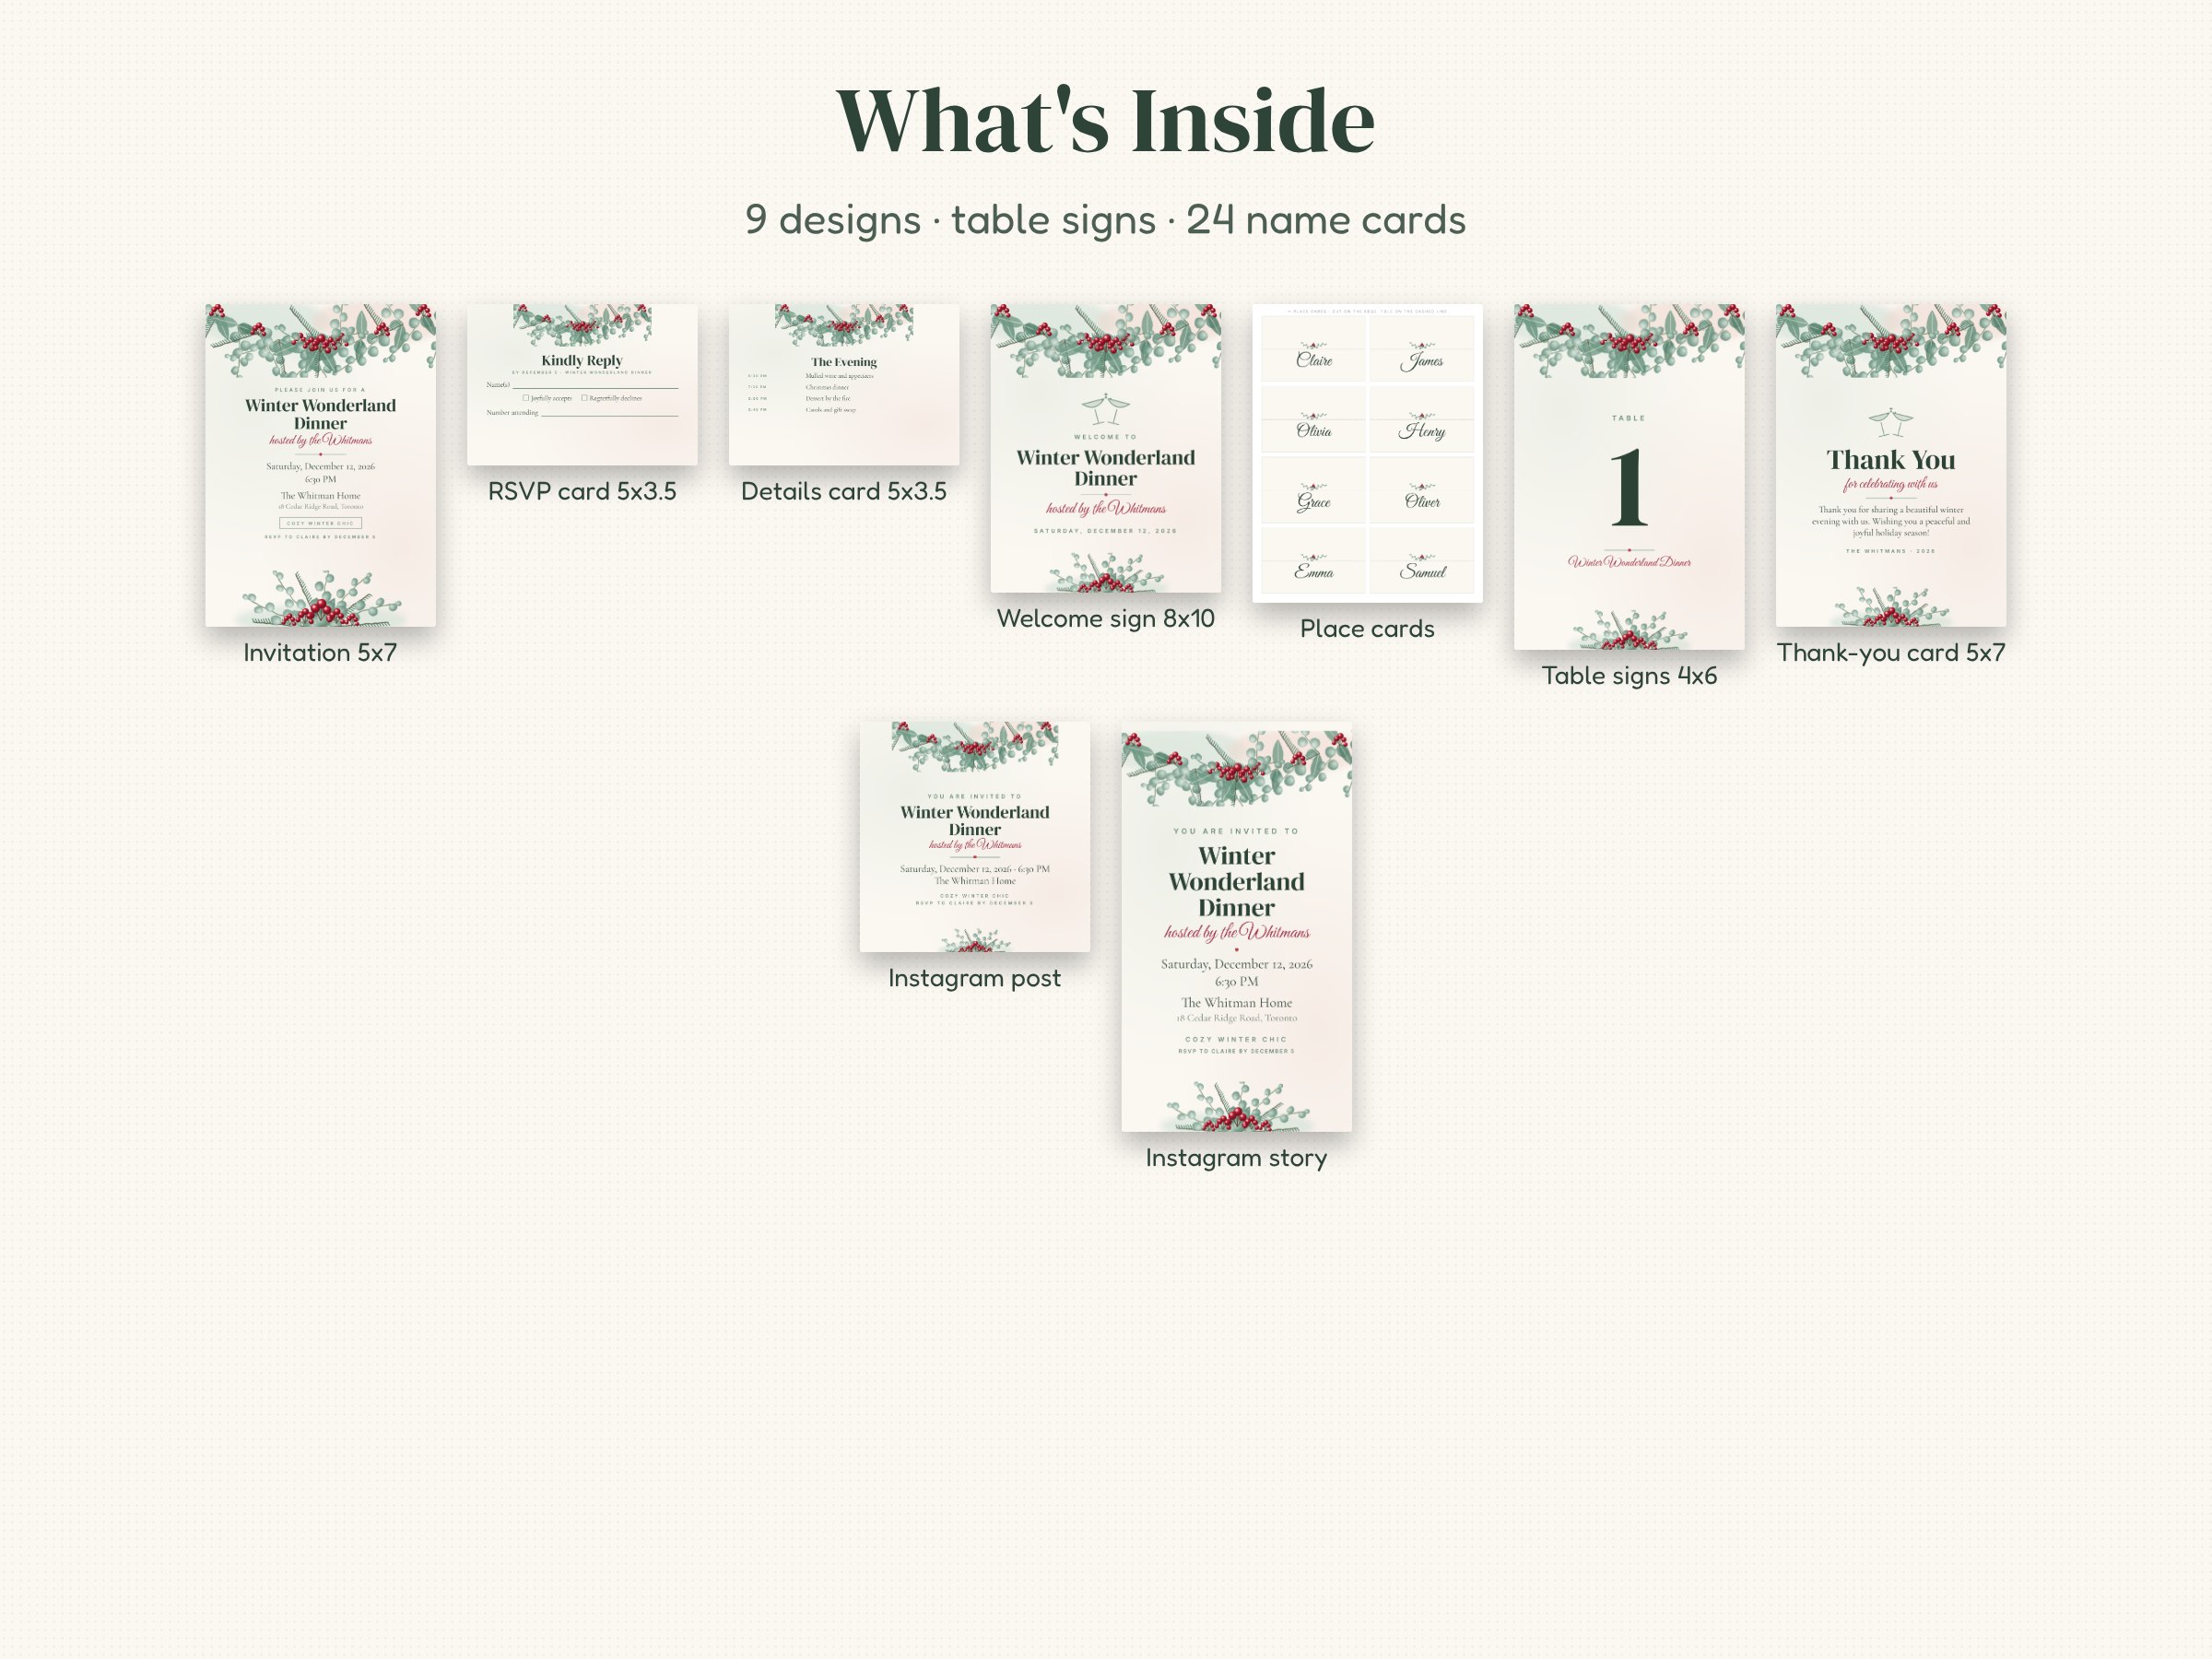 What's Inside
9 designs · table signs · 24 name cards
PLEASE JOIN US FOR A
Winter Wonderland
Dinner
hosted by the Whitmans
Saturday, December 12, 2026
6:30 PM
The Whitman Home
18 Cedar Ridge Road, Toronto
COZY WINTER CHIC
RSVP TO CLAIRE BY DECEMBER 5
Invitation 5x7
Kindly Reply
BY DECEMBER 5 · WINTER WONDERLAND DINNER
Name(s)
Joyfully accepts Regretfully declines
Number attending
RSVP card 5x3.5
The Evening
Mulled wine and appetizers
Christmas dinner
Dessert by the fire
Carols and gift swap
Details card 5x3.5
WELCOME TO
Winter Wonderland
Dinner
hosted by the Whitmans
SATURDAY, DECEMBER 12, 2026
Welcome sign 8x10
Claire James
Olivia Henry
Grace Oliver
Emma Samuel
Place cards
TABLE
1
Winter Wonderland Dinner
Table signs 4x6
Thank You
for celebrating with us
Thank you for sharing a beautiful winter
evening with us. Wishing you a peaceful and
joyful holiday season!
THE WHITMANS · 2026
Thank-you card 5x7
YOU ARE INVITED TO
Winter Wonderland
Dinner
hosted by the Whitmans
Saturday, December 12, 2026 · 6:30 PM
The Whitman Home
COZY WINTER CHIC
RSVP TO CLAIRE BY DECEMBER 5
Instagram post
YOU ARE INVITED TO
Winter
Wonderland
Dinner
hosted by the Whitmans
Saturday, December 12, 2026
6:30 PM
The Whitman Home
18 Cedar Ridge Road, Toronto
COZY WINTER CHIC
RSVP TO CLAIRE BY DECEMBER 5
Instagram story